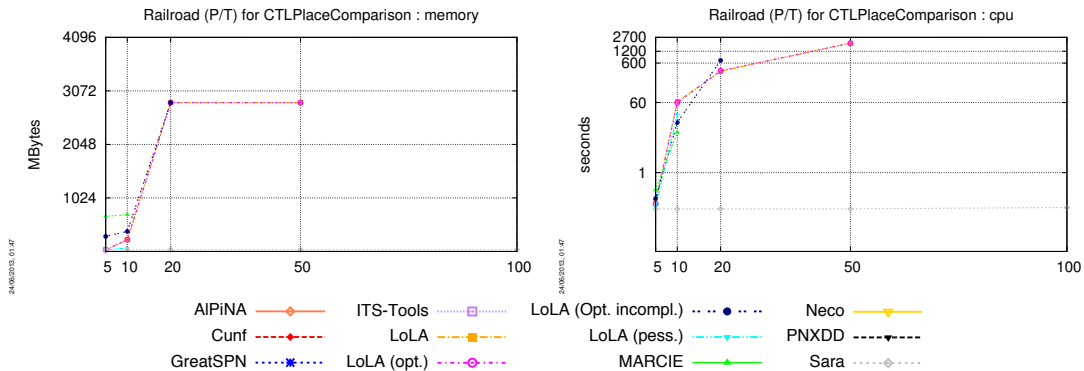 Railroad (P/T) for CTLPlaceComparison : memory
4096
3072
2048
1024
MBytes
5 10 20 50 100
24/06/2013, 01:47
Railroad (P/T) for CTLPlaceComparison : cpu
2700
1200
600
60
1
seconds
5 10 20 50 100
24/06/2013, 01:47
AlPiNA
Cunf
GreatSPN
ITS-Tools
LoLA
LoLA (opt.)
LoLA (Opt. incompl.)
LoLA (pess.)
MARCIE
Neco
PNXDD
Sara